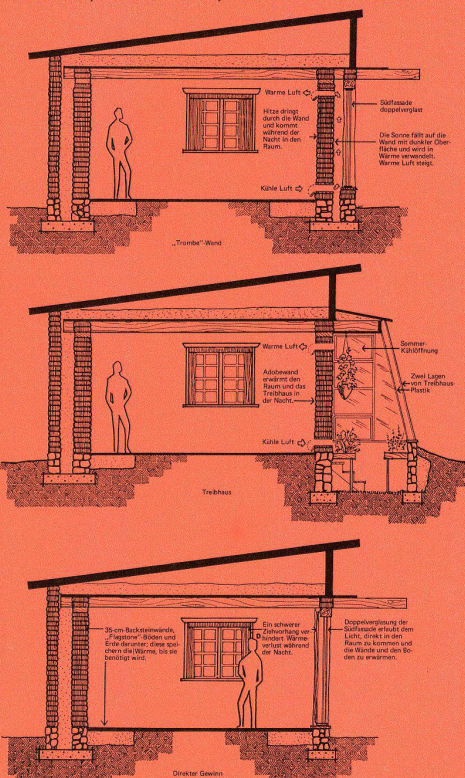 Warme Luft
Hitze dringt
durch die Wand
und kommt
während der
Nacht in den
Raum.
Kühle Luft
Südfassade
doppelverglast
Die Sonne fällt auf die
Wand mit dunkler Ober-
fläche und wird in
Wärme verwandelt.
Warme Luft steigt.
„Trombe"-Wand
Warme Luft
Adobewand
erwärmt den
Raum und das
Treibhaus in
der Nacht.
Kühle Luft
Sommer-
Kühlöffnung
Zwei Lagen
von Treibhaus-
Plastik
Treibhaus
35-cm-Backsteinwände,
„Flagstone"-Böden und
Erde darunter; diese spei-
chern die Wärme, bis sie
benötigt wird.
Ein schwerer
Ziehvorhang ver-
hindert Wärme-
verlust während
der Nacht.
Doppelverglasung der
Südfassade erlaubt dem
Licht, direkt in den
Raum zu kommen und
die Wände und den Bo-
den zu erwärmen.
Direkter Gewinn